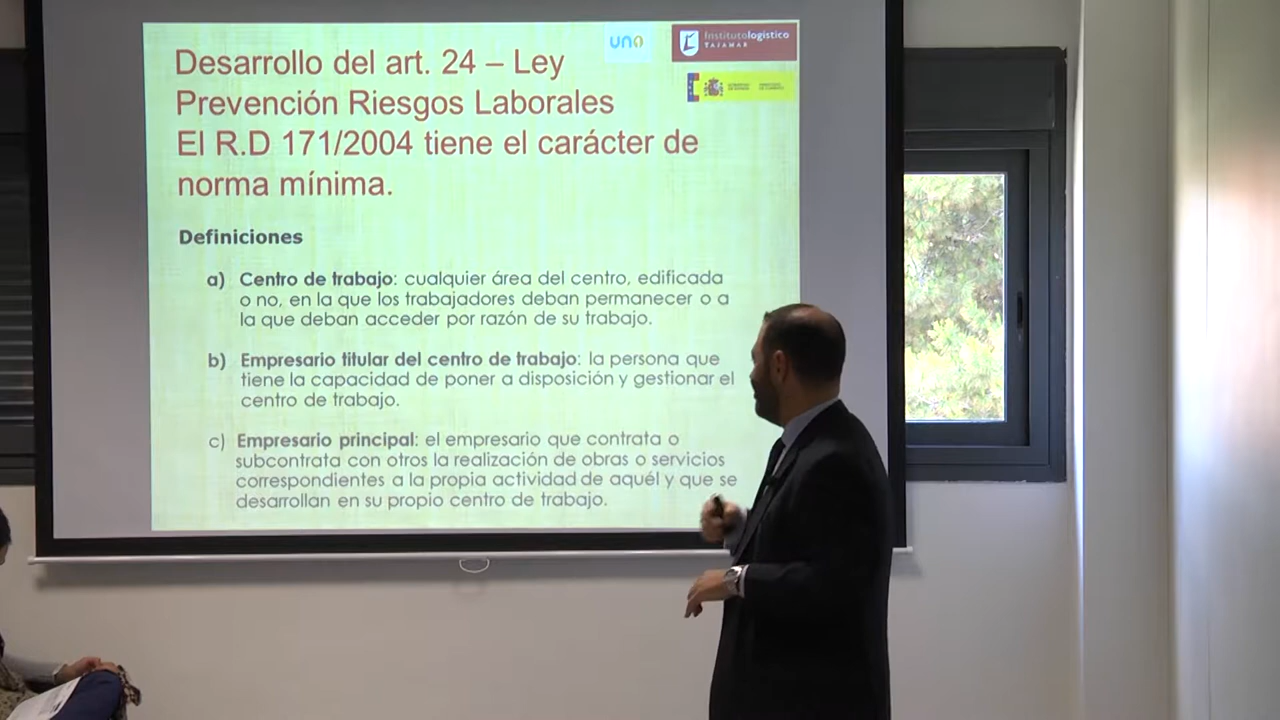 uno
Institutologístico
TAJAMAR
Desarrollo del art. 24 – Ley
Prevención Riesgos Laborales
El R.D 171/2004 tiene el carácter de
norma mínima.
Definiciones
a) Centro de trabajo: cualquier área del centro, edificada
o no, en la que los trabajadores deban permanecer o a
la que deban acceder por razón de su trabajo.
b) Empresario titular del centro de trabajo: la persona que
tiene la capacidad de poner a disposición y gestionar el
centro de trabajo.
c) Empresario principal: el empresario que contrata o
subcontrata con otros la realización de obras o servicios
correspondientes a la propia actividad de aquél y que se
desarrollan en su propio centro de trabajo.